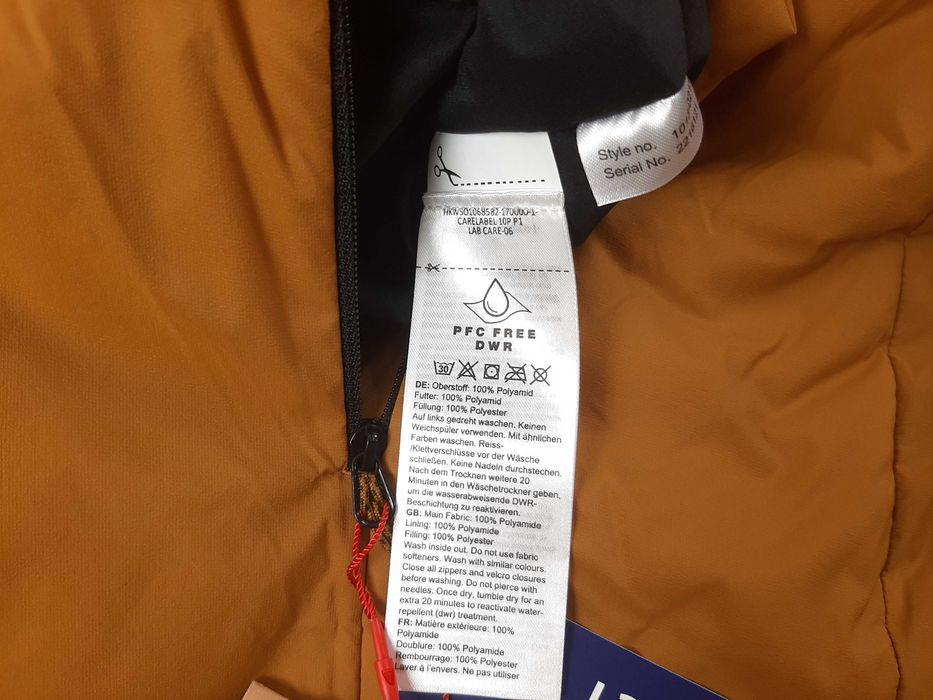 Style no. 10
Serial No. 2216
HKWS01068582-170000-1-
CARELABEL 10P P1
LAB CARE-06
PFC FREE
DWR
30
DE: Oberstoff: 100% Polyamid
Futter: 100% Polyamid
Füllung: 100% Polyester
Auf links gedreht waschen. Keinen
Weichspüler verwenden. Mit ähnlichen
Farben waschen. Reiss-
/Klettverschlüsse vor der Wäsche
schließen. Keine Nadeln durchstechen.
Nach dem Trocknen weitere 20
Minuten in den Wäschetrockner geben,
um die wasserabweisende DWR-
Beschichtung zu reaktivieren.
GB: Main Fabric: 100% Polyamide
Lining: 100% Polyamide
Filling: 100% Polyester
Wash inside out. Do not use fabric
softeners. Wash with similar colours.
Close all zippers and velcro closures
before washing. Do not pierce with
needles. Once dry, tumble dry for an
extra 20 minutes to reactivate water-
repellent (dwr) treatment.
FR: Matière extérieure: 100%
Polyamide
Doublure: 100% Polyamide
Rembourrage: 100% Polyester
Laver à l'envers. Ne pas utiliser